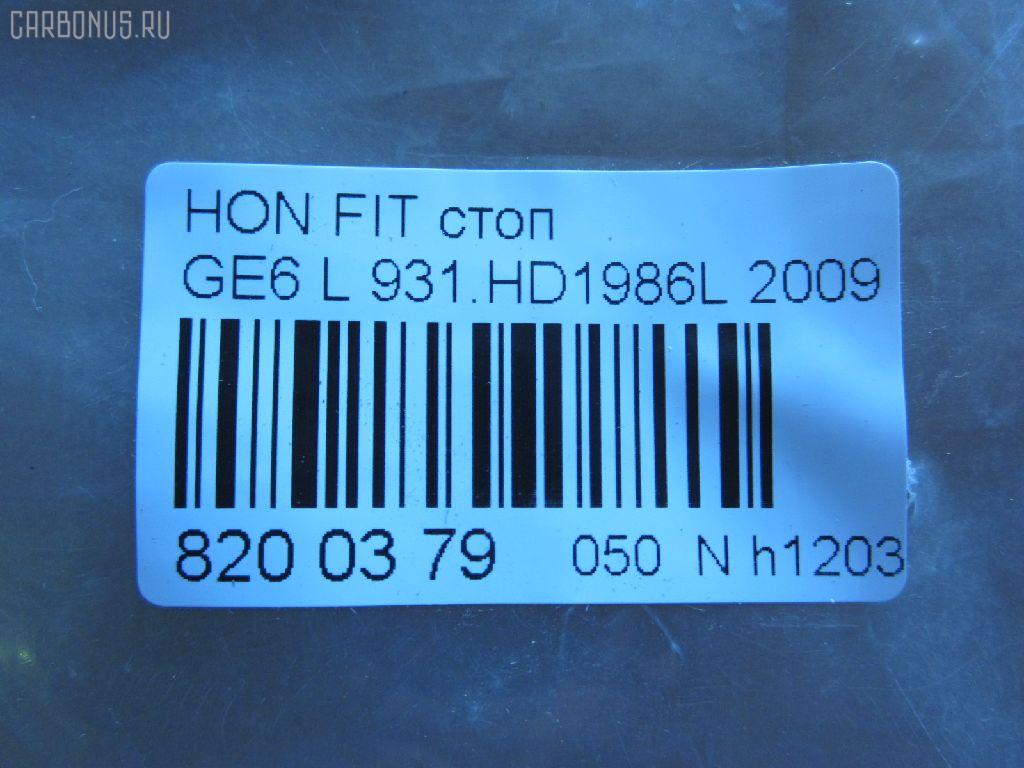 CARBONUS.RU
HON FIT стоп
GE6 L 931.HD1986L 2009
820 03 79 050 N h1203